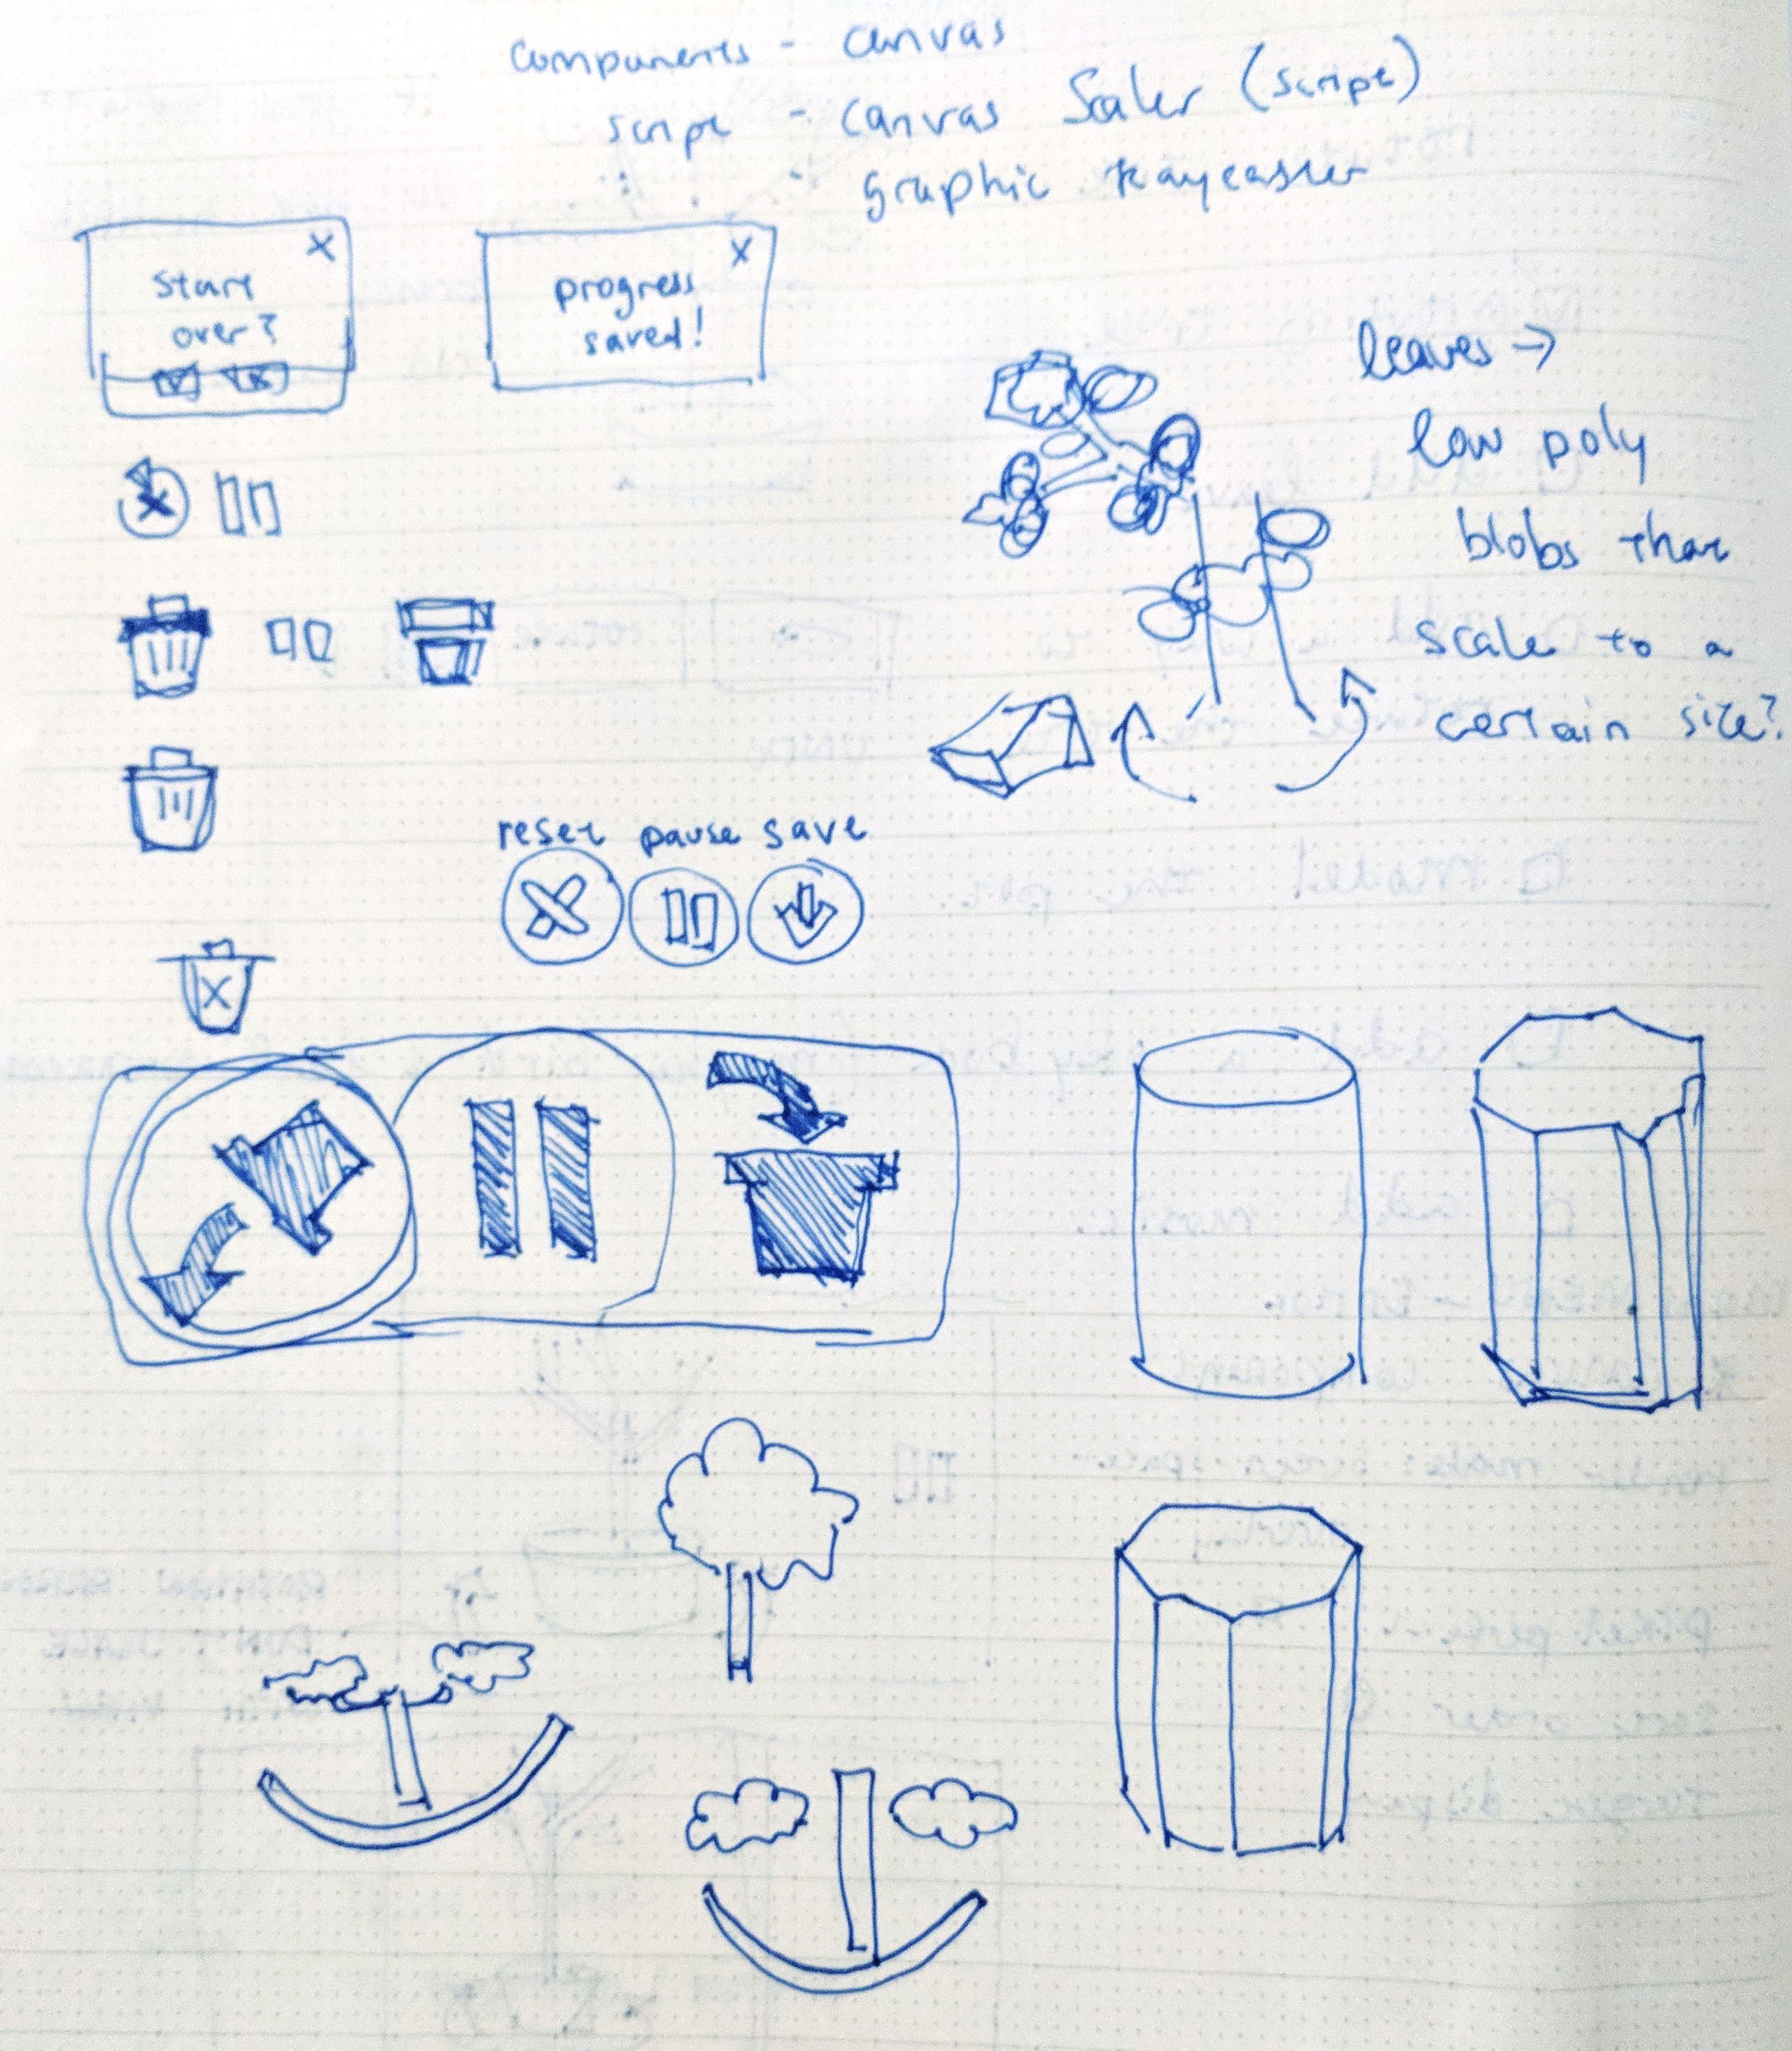 components - canvas
script - canvas Scaler (script)
" - graphic raycaster
start
over?
x
progress
saved!
x
leaves →
low poly
blobs that
scale to a
certain size?
reset pause save